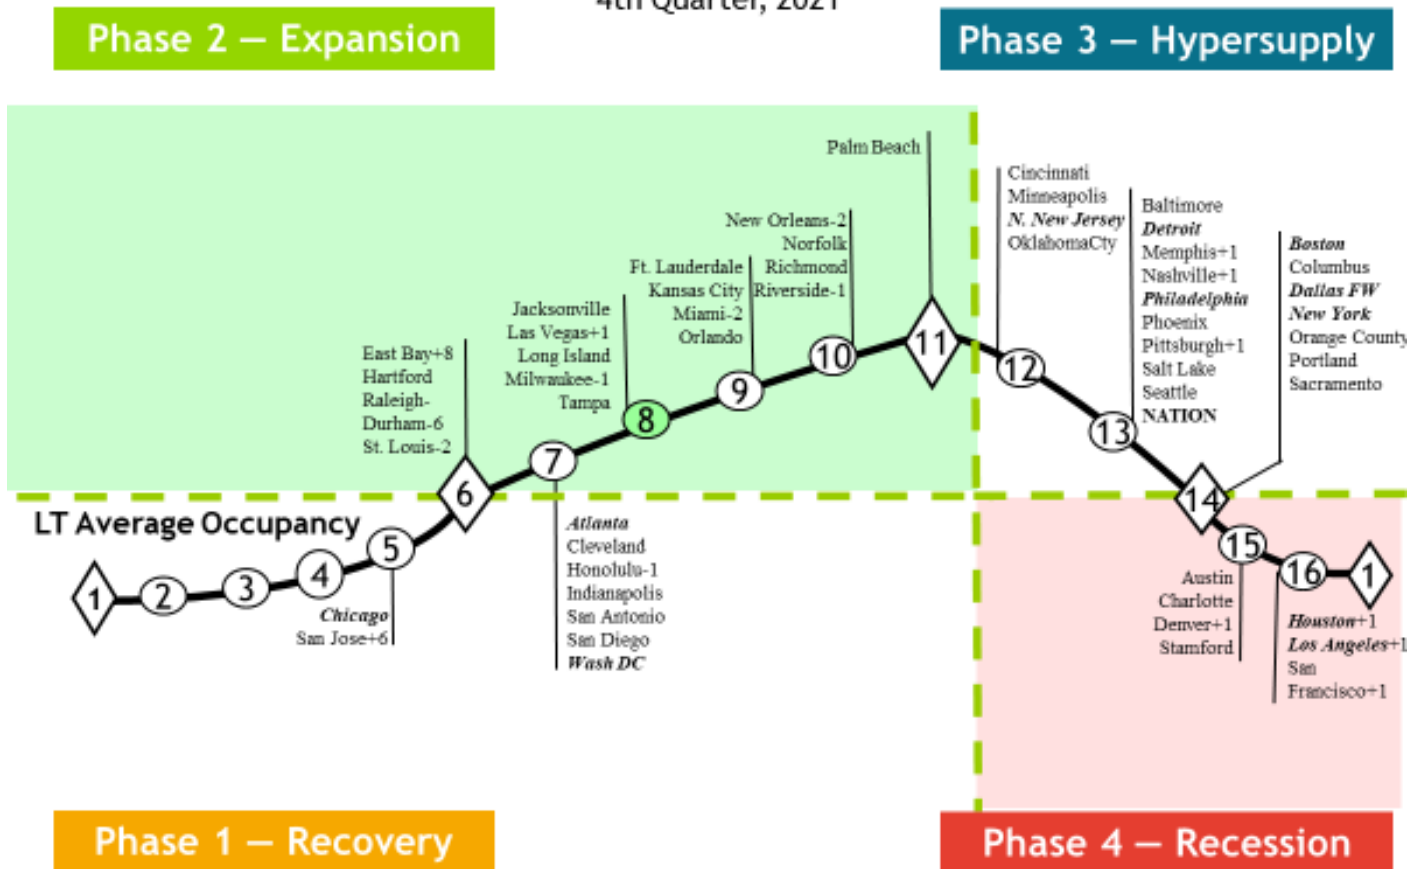 4th Quarter, 2021
Phase 2 — Expansion
Phase 3 — Hypersupply
Palm Beach
New Orleans-2
Norfolk
Richmond
Riverside-1
Ft. Lauderdale
Kansas City
Miami-2
Orlando
Jacksonville
Las Vegas+1
Long Island
Milwaukee-1
Tampa
East Bay+8
Hartford
Raleigh-
Durham-6
St. Louis-2
Cincinnati
Minneapolis
N. New Jersey
OklahomaCty
Baltimore
Detroit
Memphis+1
Nashville+1
Philadelphia
Phoenix
Pittsburgh+1
Salt Lake
Seattle
NATION
Boston
Columbus
Dallas FW
New York
Orange County
Portland
Sacramento
LT Average Occupancy
1
2
3
4
5
6
7
8
9
10
11
12
13
14
15
16
1
Chicago
San Jose+6
Atlanta
Cleveland
Honolulu-1
Indianapolis
San Antonio
San Diego
Wash DC
Austin
Charlotte
Denver+1
Stamford
Houston+1
Los Angeles+1
San
Francisco+1
Phase 1 — Recovery
Phase 4 — Recession